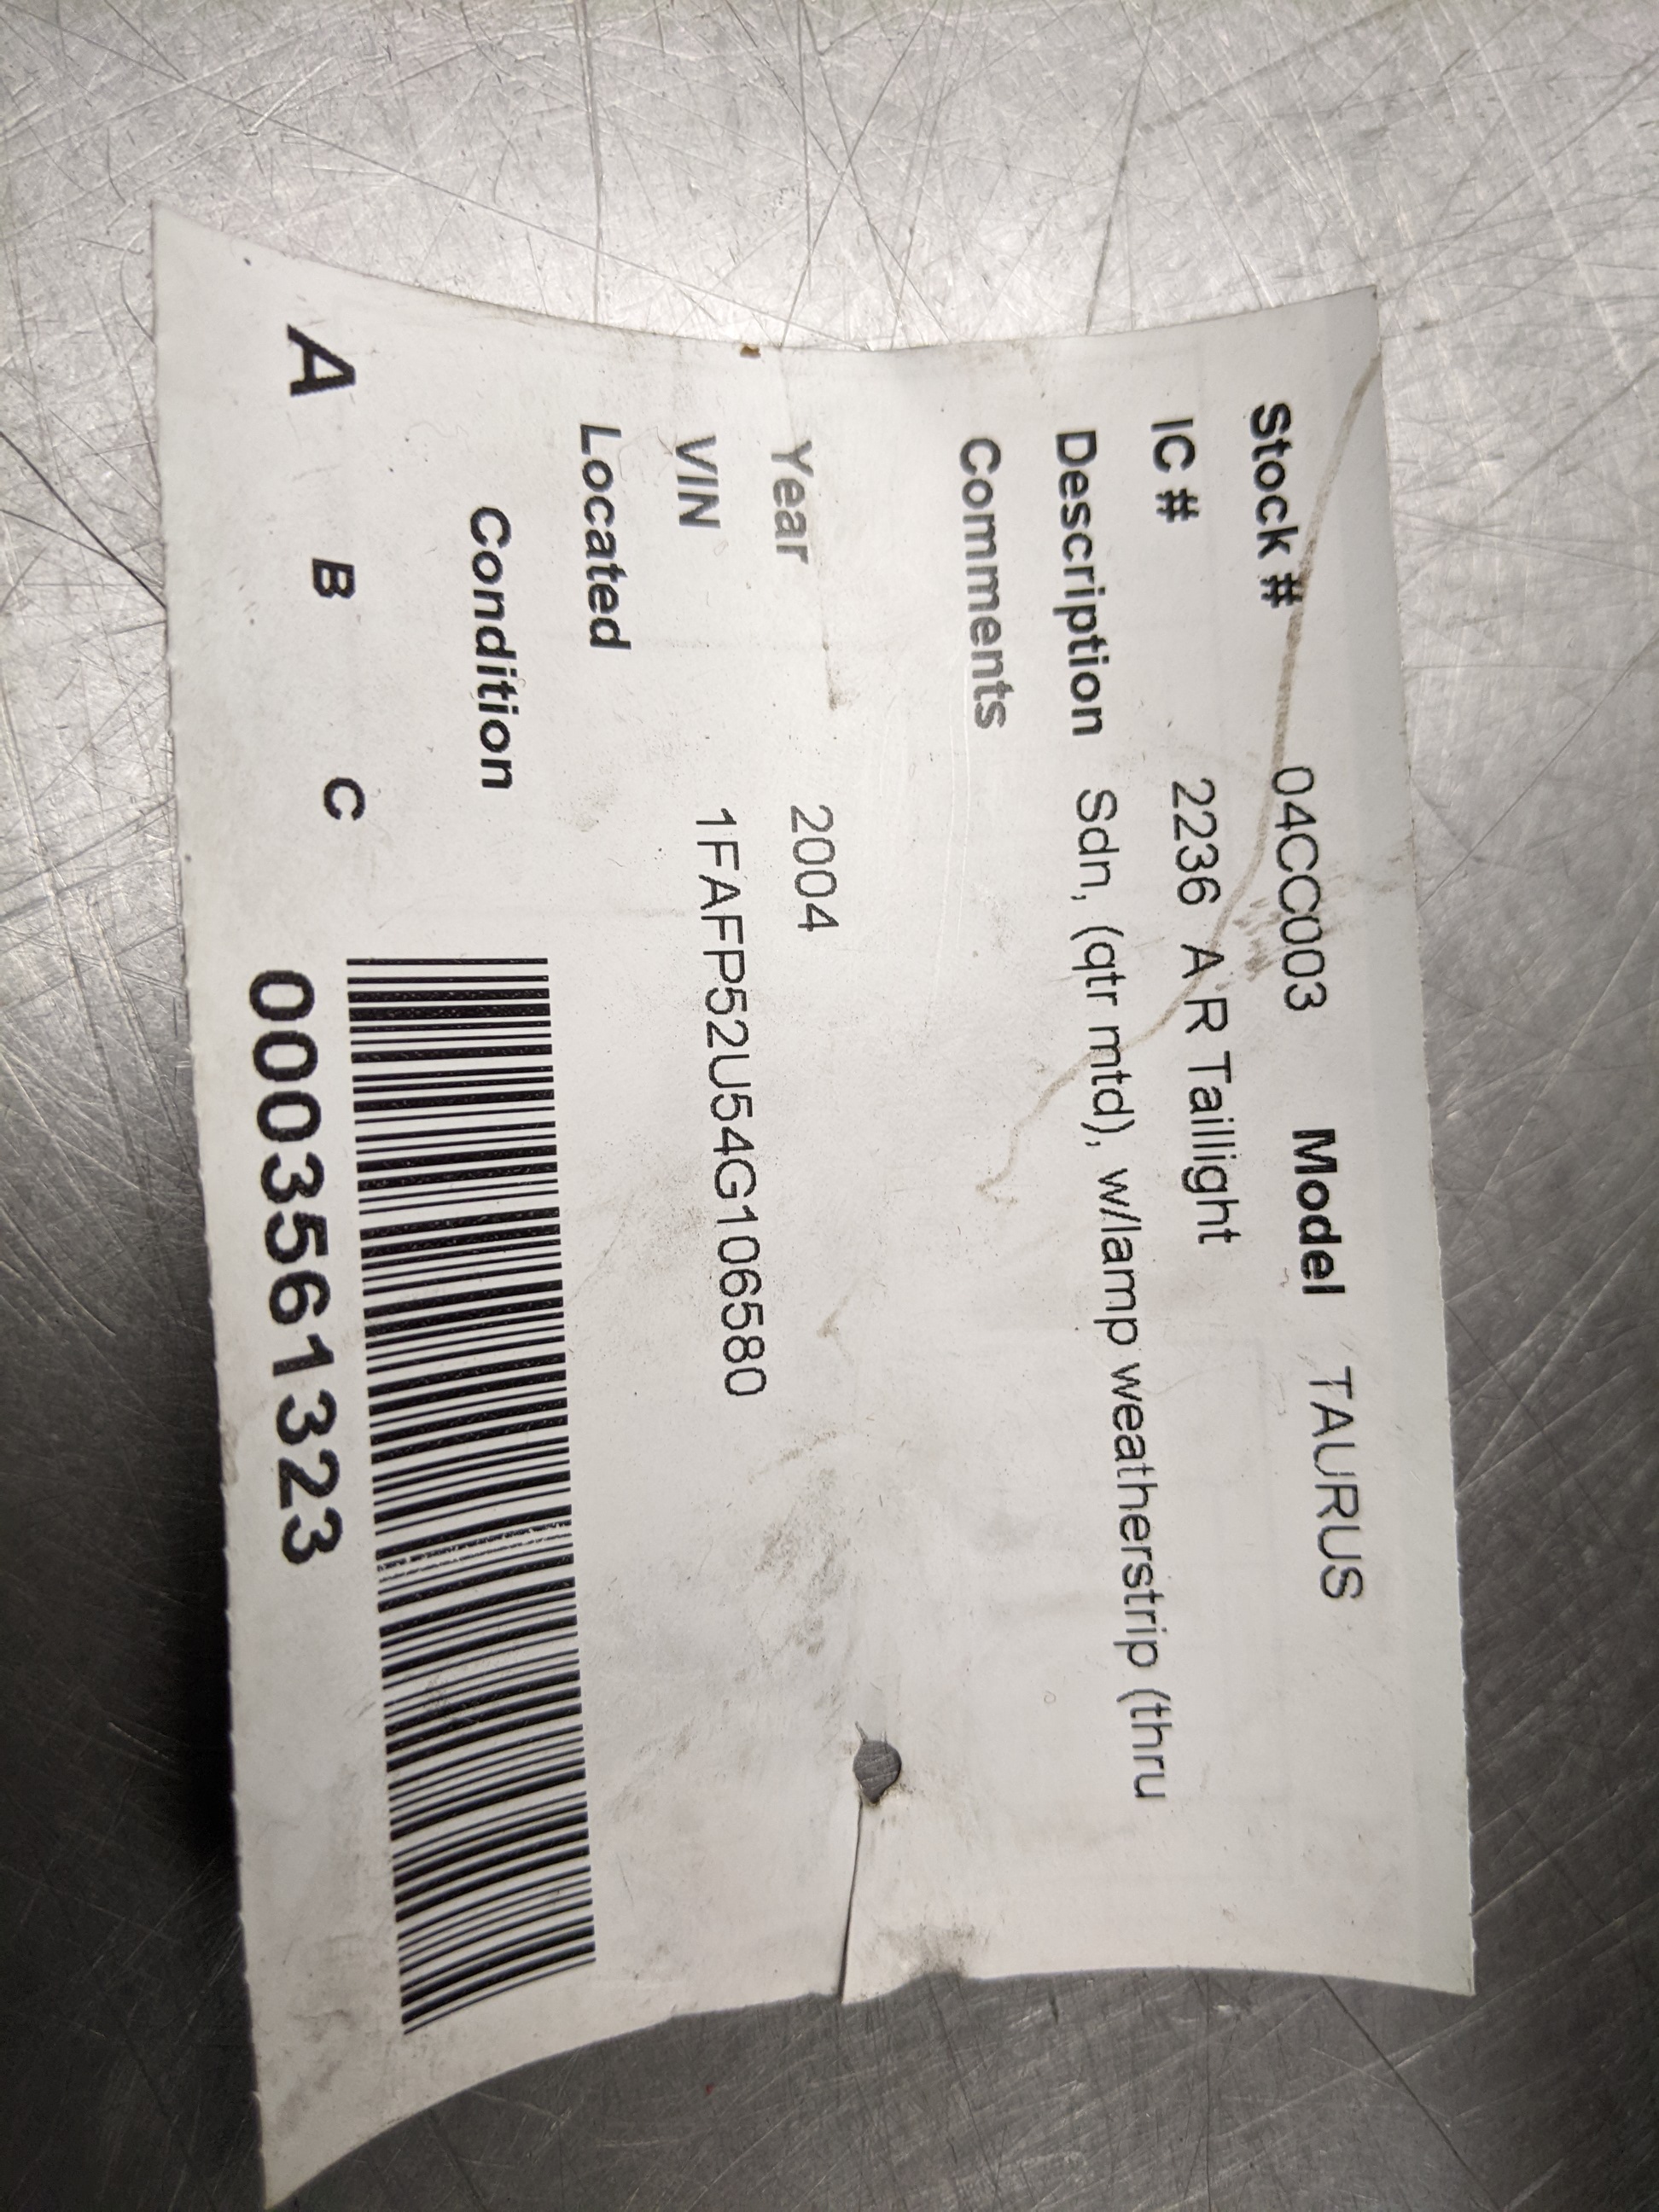 Stock # 04CC003 Model TAURUS
IC # 2236 A R Taillight
Description Sdn, (qtr mtd), w/lamp weatherstrip (thru
Comments
Year 2004
VIN 1FAFP52U54G106580
Located
Condition
A B C
0003561323